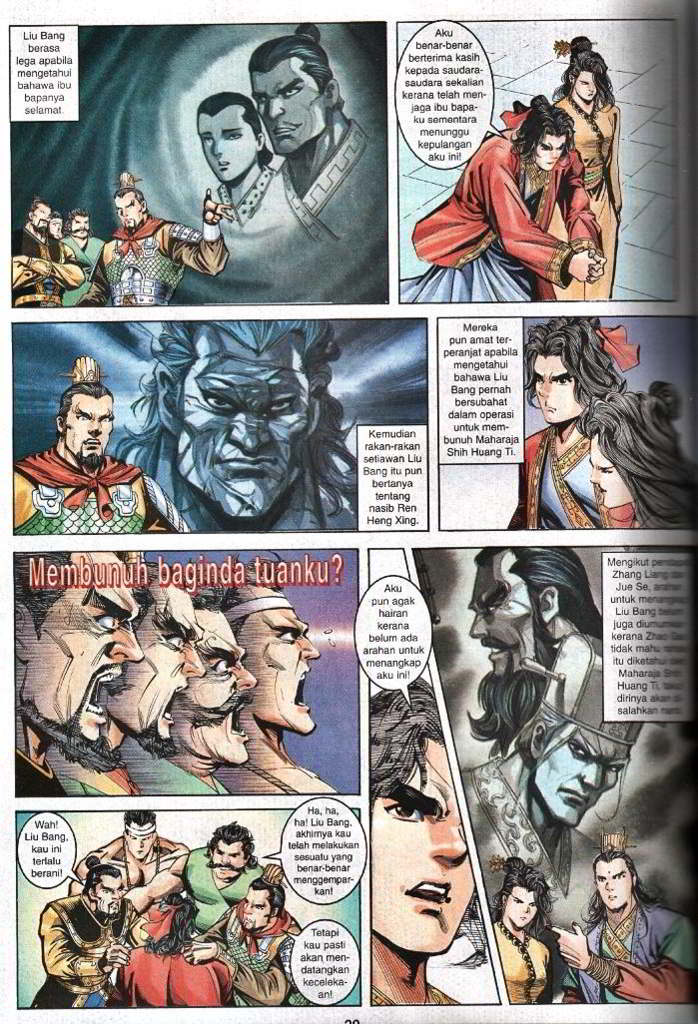 Liu Bang
berasa
lega apabila
mengetahui
bahawa ibu
bapanya
selamat.
Aku
benar-benar
berterima kasih
kepada saudara-
saudara sekalian
kerana telah men-
jaga ibu bapa-
ku sementara
menunggu
kepulangan
aku ini!
Kemudian
rakan-rakan
setiawan Liu
Bang itu pun
bertanya
tentang
nasib Ren
Heng Xing.
Mereka
pun amat ter-
peranjat apabila
mengetahui
bahawa Liu
Bang pernah
bersubahat
dalam operasi
untuk mem-
bunuh Maharaja
Shih Huang Ti.
Membunuh baginda tuanku?
Aku
pun agak
hairan
kerana
belum ada
arahan untuk
menangkap
aku ini!
Mengikut
Zhang Liang
Jue Se,
untuk
Liu Bang
juga
kerana Zhao
tidak mahu
itu
Maharaja Shih
Huang Ti,
dirinya akan
salahkan
Wah!
Liu Bang,
kau ini
terlalu
berani!
Ha, ha,
ha! Liu Bang,
akhirnya kau
telah melakukan
sesuatu yang
benar-benar
menggempar-
kan!
Tetapi
kau pasti
akan men-
datangkan
kecelaka-
an!